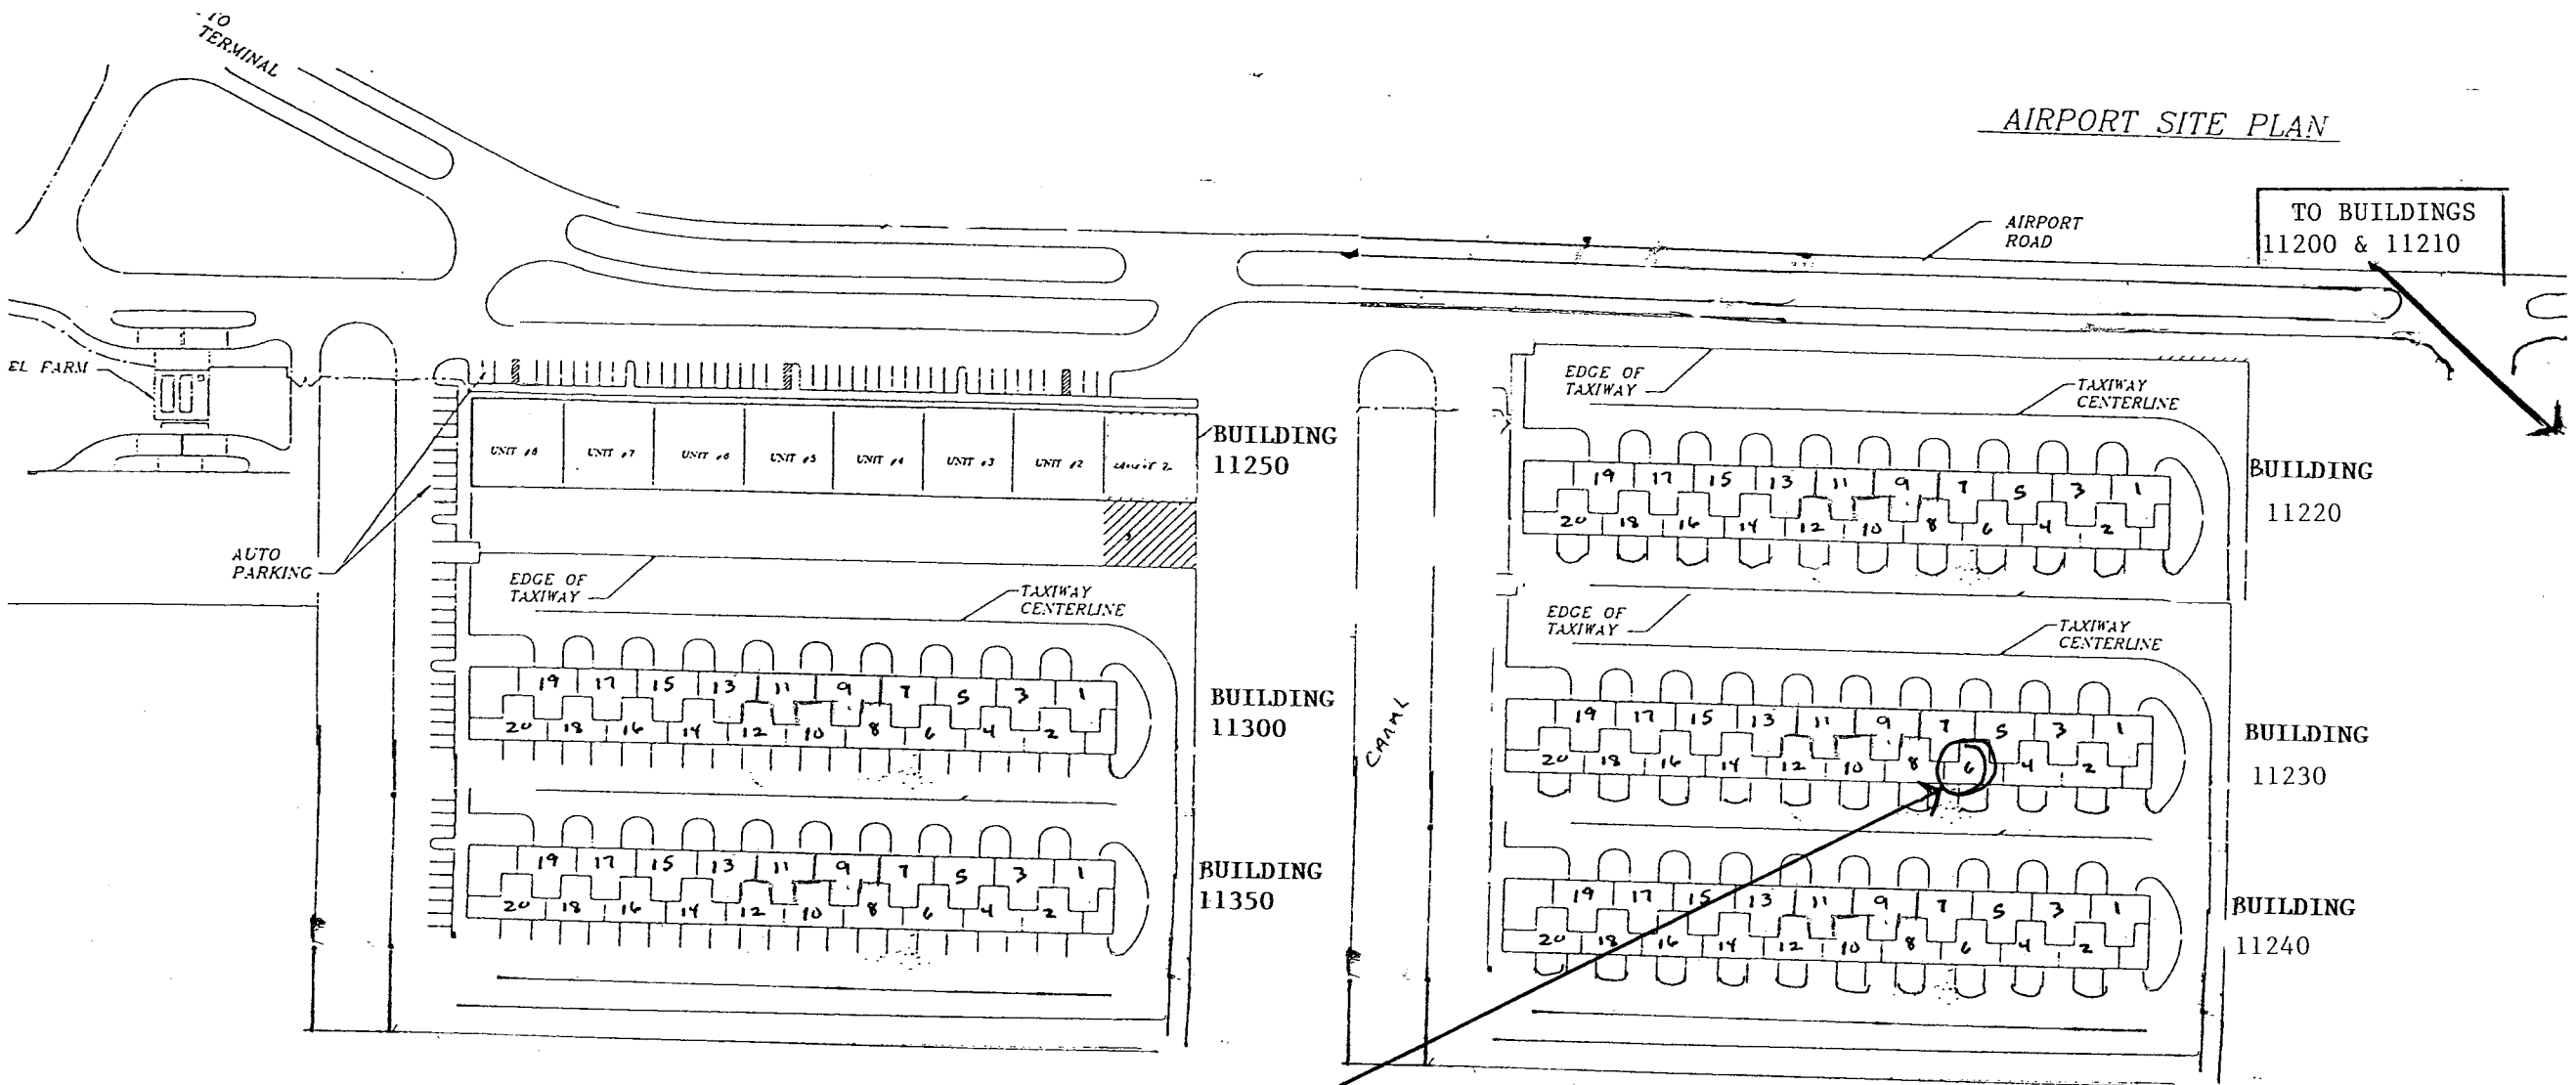 TO
TERMINAL
AIRPORT SITE PLAN
AIRPORT
ROAD
TO BUILDINGS
11200 & 11210
EL FARM
AUTO
PARKING
UNIT #8 UNIT #7 UNIT #6 UNIT #5 UNIT #4 UNIT #3 UNIT #2
BUILDING
11250
EDGE OF
TAXIWAY
TAXIWAY
CENTERLINE
19 17 15 13 11 9 7 5 3 1
20 18 16 14 12 10 8 6 4 2
BUILDING
11300
19 17 15 13 11 9 7 5 3 1
20 18 16 14 12 10 8 6 4 2
BUILDING
11350
CANAL
EDGE OF
TAXIWAY
TAXIWAY
CENTERLINE
19 17 15 13 11 9 7 5 3 1
20 18 16 14 12 10 8 6 4 2
BUILDING
11220
EDGE OF
TAXIWAY
TAXIWAY
CENTERLINE
19 17 15 13 11 9 7 5 3 1
20 18 16 14 12 10 8 6 4 2
BUILDING
11230
19 17 15 13 11 9 7 5 3 1
20 18 16 14 12 10 8 6 4 2
BUILDING
11240